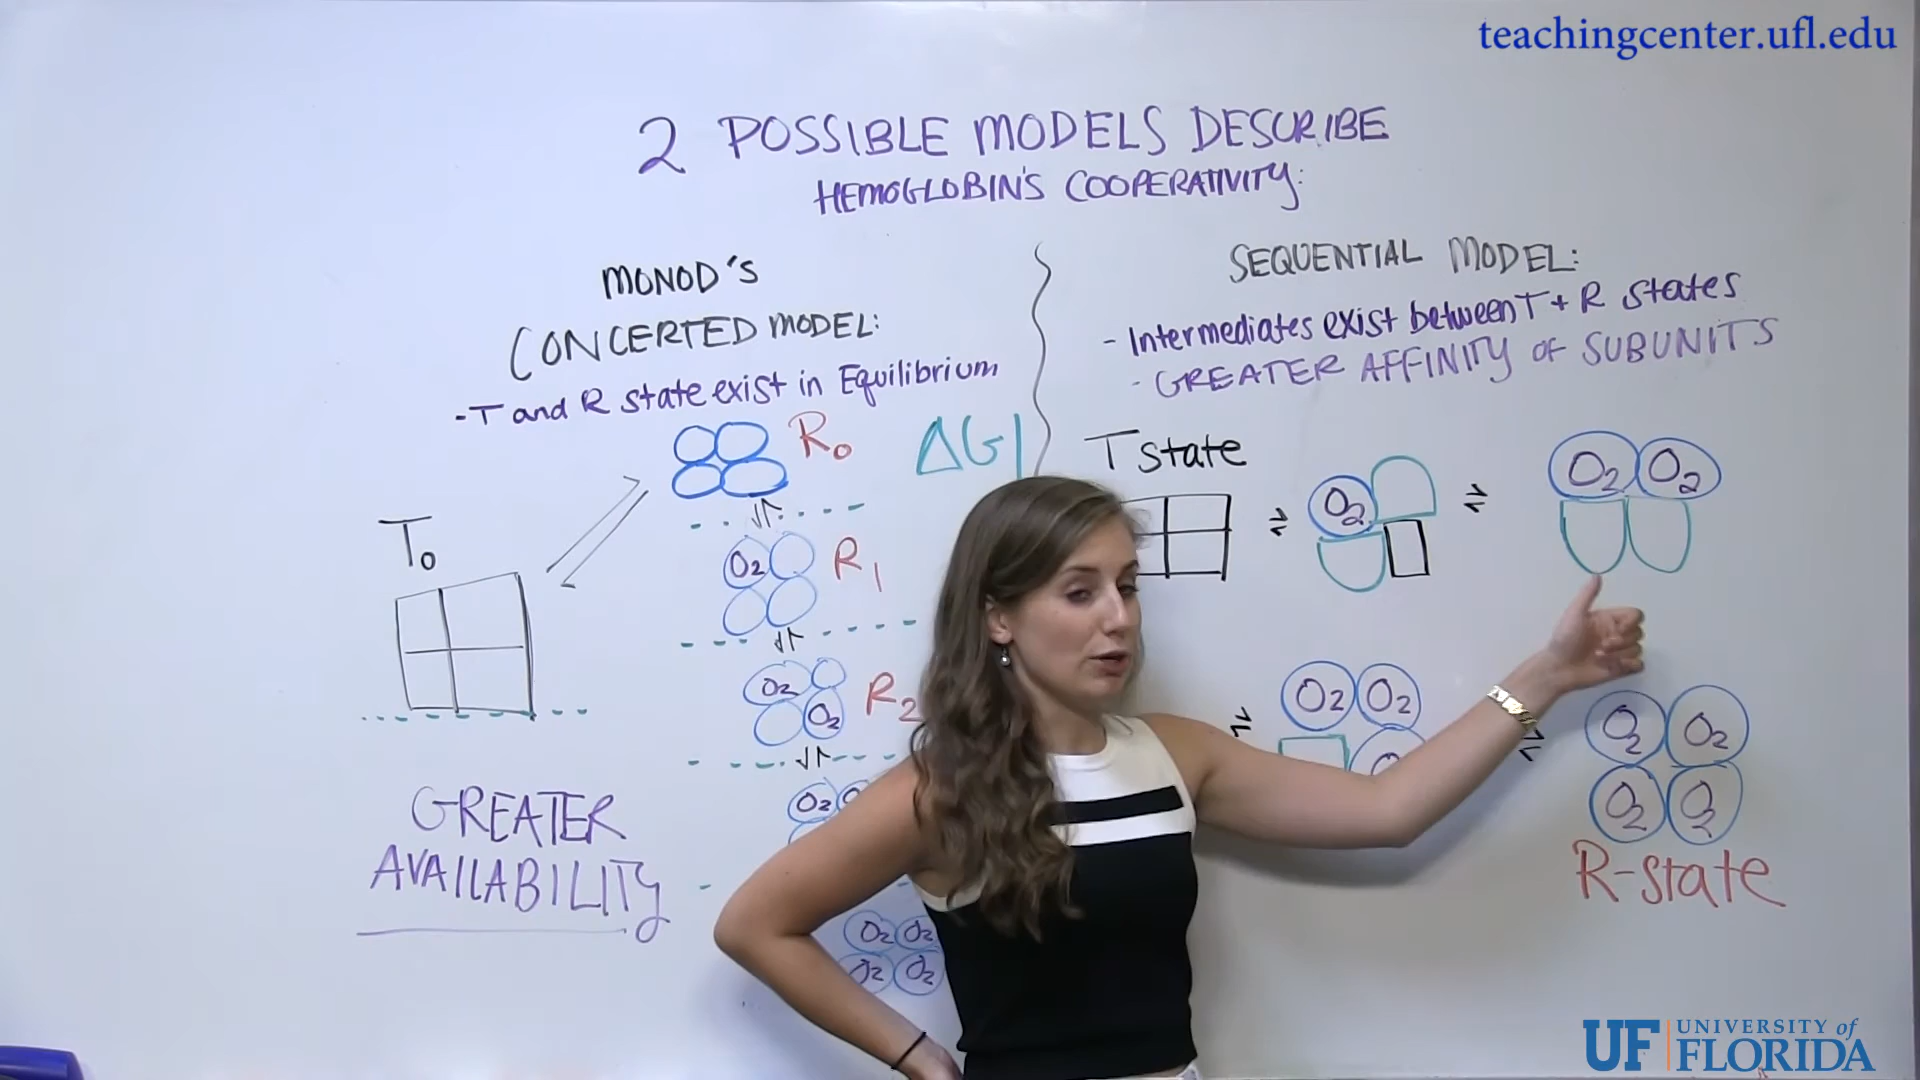 teachingcenter.ufl.edu
2 POSSIBLE MODELS DESCRIBE
HEMOGLOBIN'S COOPERATIVITY:
MONOD'S
CONCERTED MODEL:
- T and R state exist in Equilibrium
R0
ΔG
T0
O2
R1
O2
O2
R2
O2
O2 O2
O2 O2
GREATER
AVAILABILITY
SEQUENTIAL MODEL:
- Intermediates exist between T + R states
- GREATER AFFINITY OF SUBUNITS
T state
O2
O2 O2
O2 O2
O2 O2
O2 O2
R-state
UF UNIVERSITY of
FLORIDA